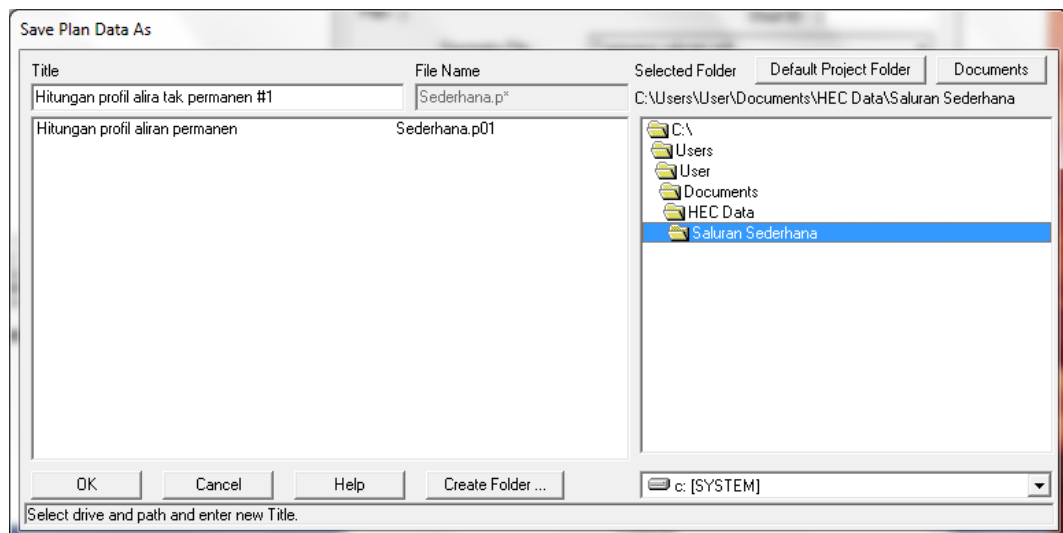 Save Plan Data As
Title
File Name
Selected Folder
Default Project Folder
Documents
Hitungan profil alira tak permanen #1
Sederhana.p*
C:\Users\User\Documents\HEC Data\Saluran Sederhana
Hitungan profil aliran permanen
Sederhana.p01
C:\
Users
User
Documents
HEC Data
Saluran Sederhana
OK
Cancel
Help
Create Folder ...
c: [SYSTEM]
Select drive and path and enter new Title.